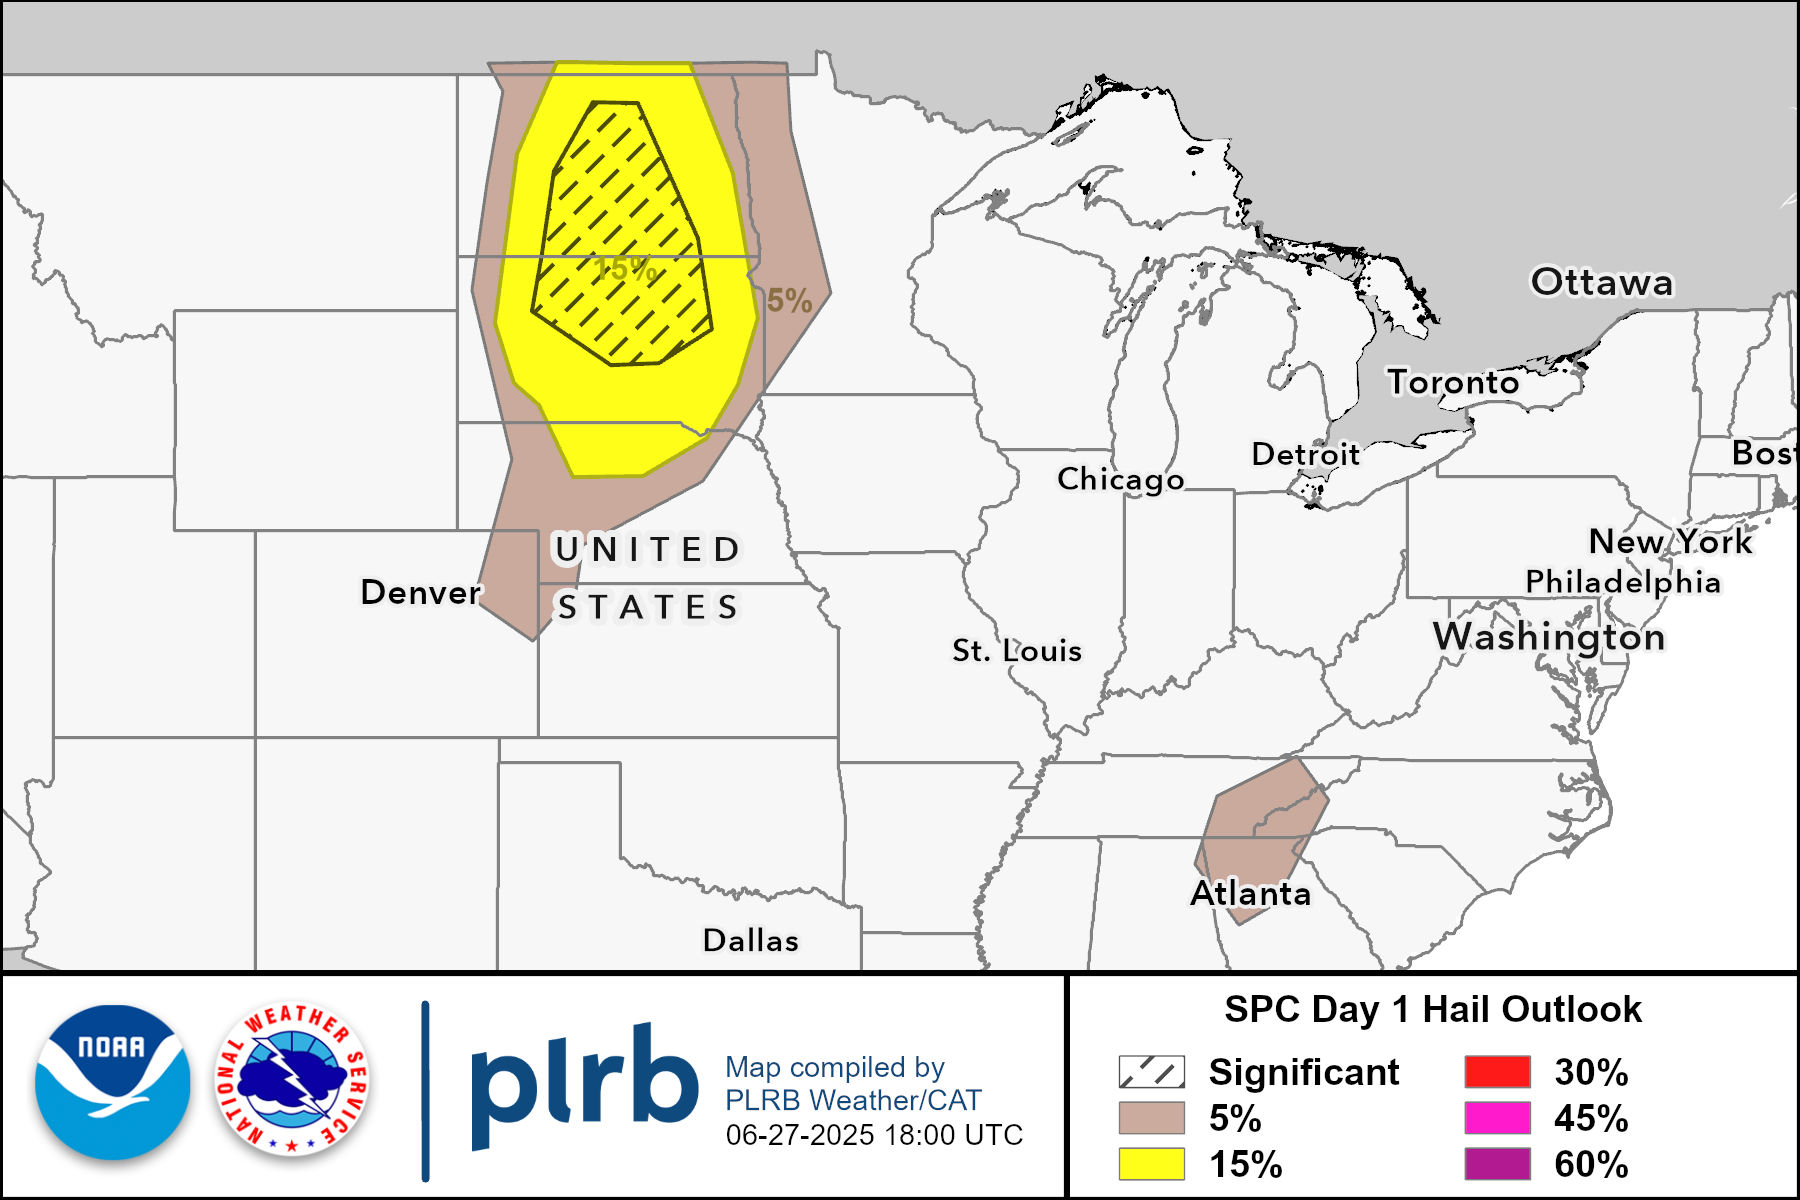 15%
5%
Ottawa
Toronto
Detroit
Bost
Chicago
New York
UNITED
Denver
Philadelphia
STATES
Washington
St. Louis
Atlanta
Dallas
NOAA
NATIONAL WEATHER SERVICE
plrb
Map compiled by
PLRB Weather/CAT
06-27-2025 18:00 UTC
SPC Day 1 Hail Outlook
Significant
5%
15%
30%
45%
60%